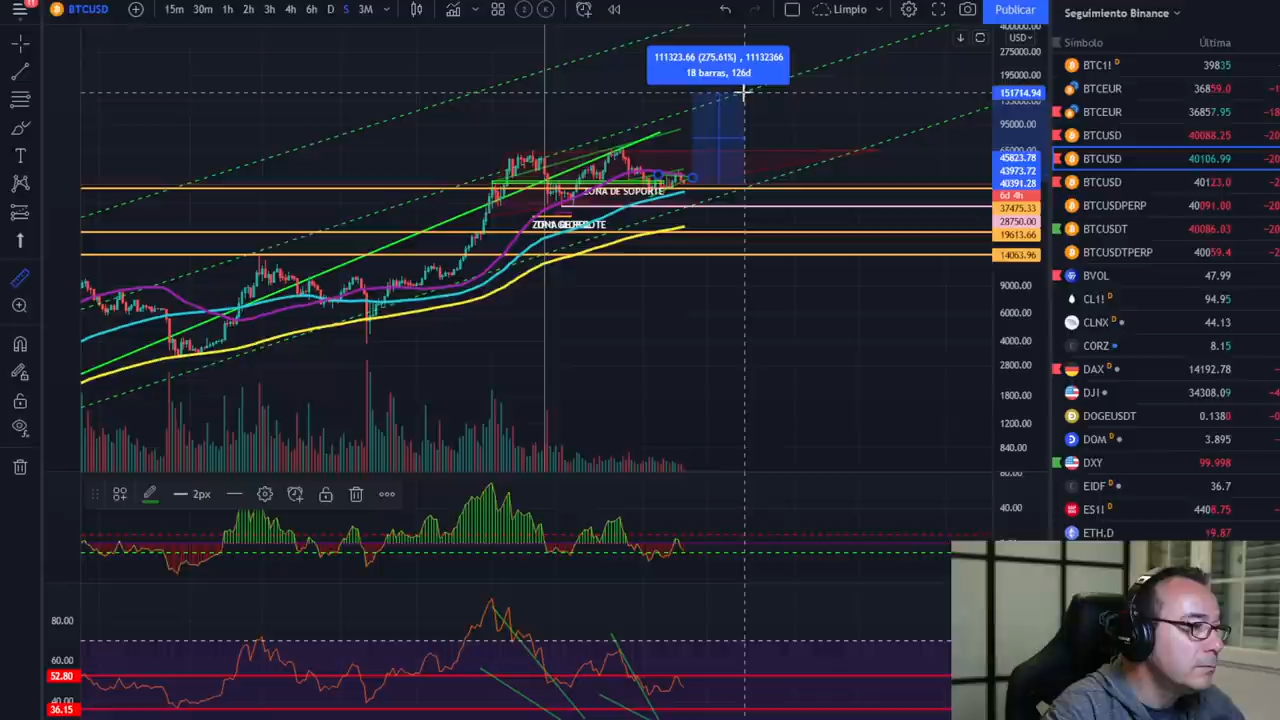 11
BTCUSD
15m 30m 1h 2h 3h 4h 6h D S 3M
Limpio
Publicar
Seguimiento Binance
USD
Símbolo Última
BTC1! D 39835
BTCEUR 36859.0
BTCEUR 36857.95
BTCUSD 40088.25
BTCUSD 40106.99
BTCUSD 40123.0
BTCUSDPERP 40091.00
BTCUSDT 40086.03
BTCUSDTPERP 40059.4
BVOL 47.99
CL1! D 94.95
CLNX D 44.13
CORZ 8.15
DAX D 14192.78
DJI 34308.09
DOGEUSDT 0.1380
DOM D 3.895
DXY 99.998
EIDF 36.7
ES1! D 4408.75
ETH.D 19.87
111323.66 (275.61%) , 11132366
18 barras, 126d
275000.00
195000.00
151714.94
95000.00
45823.78
43973.72
40391.28
6d 4h
37475.33
28750.00
19613.66
14063.96
9000.00
6000.00
4000.00
2800.00
1800.00
1200.00
840.00
ZONA DE SOPORTE
2px
40.00
80.00
60.00
52.80
40.00
36.15